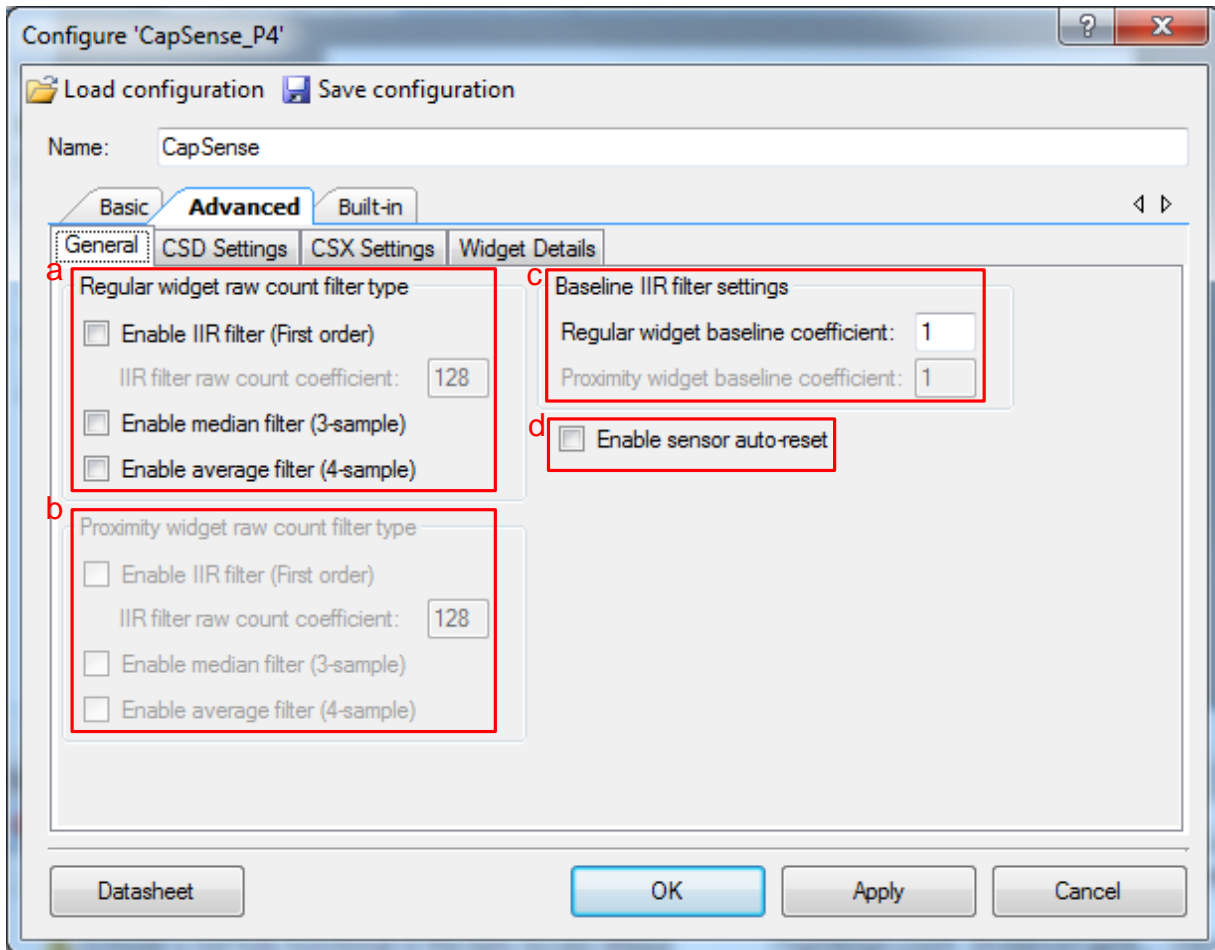 Configure 'CapSense_P4'
Load configuration Save configuration
Name: CapSense
Basic Advanced Built-in
General CSD Settings CSX Settings Widget Details
a
Regular widget raw count filter type
Enable IIR filter (First order)
IIR filter raw count coefficient: 128
Enable median filter (3-sample)
Enable average filter (4-sample)
b
Proximity widget raw count filter type
Enable IIR filter (First order)
IIR filter raw count coefficient: 128
Enable median filter (3-sample)
Enable average filter (4-sample)
c
Baseline IIR filter settings
Regular widget baseline coefficient: 1
Proximity widget baseline coefficient: 1
d
Enable sensor auto-reset
Datasheet OK Apply Cancel